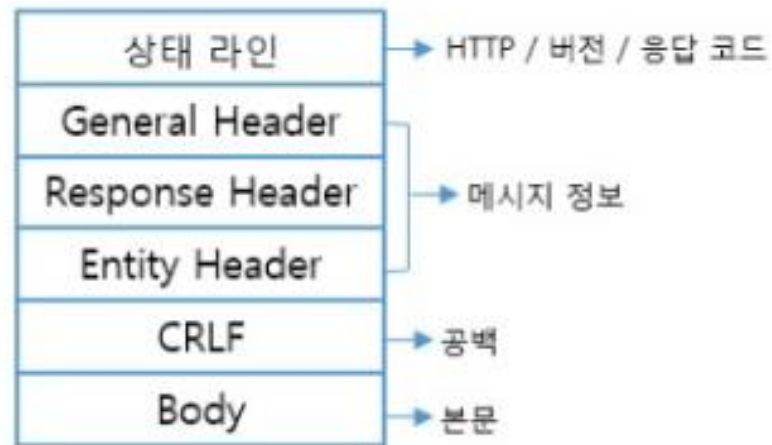 상태 라인 HTTP / 버전 / 응답 코드
General Header
Response Header 메시지 정보
Entity Header
CRLF 공백
Body 본문